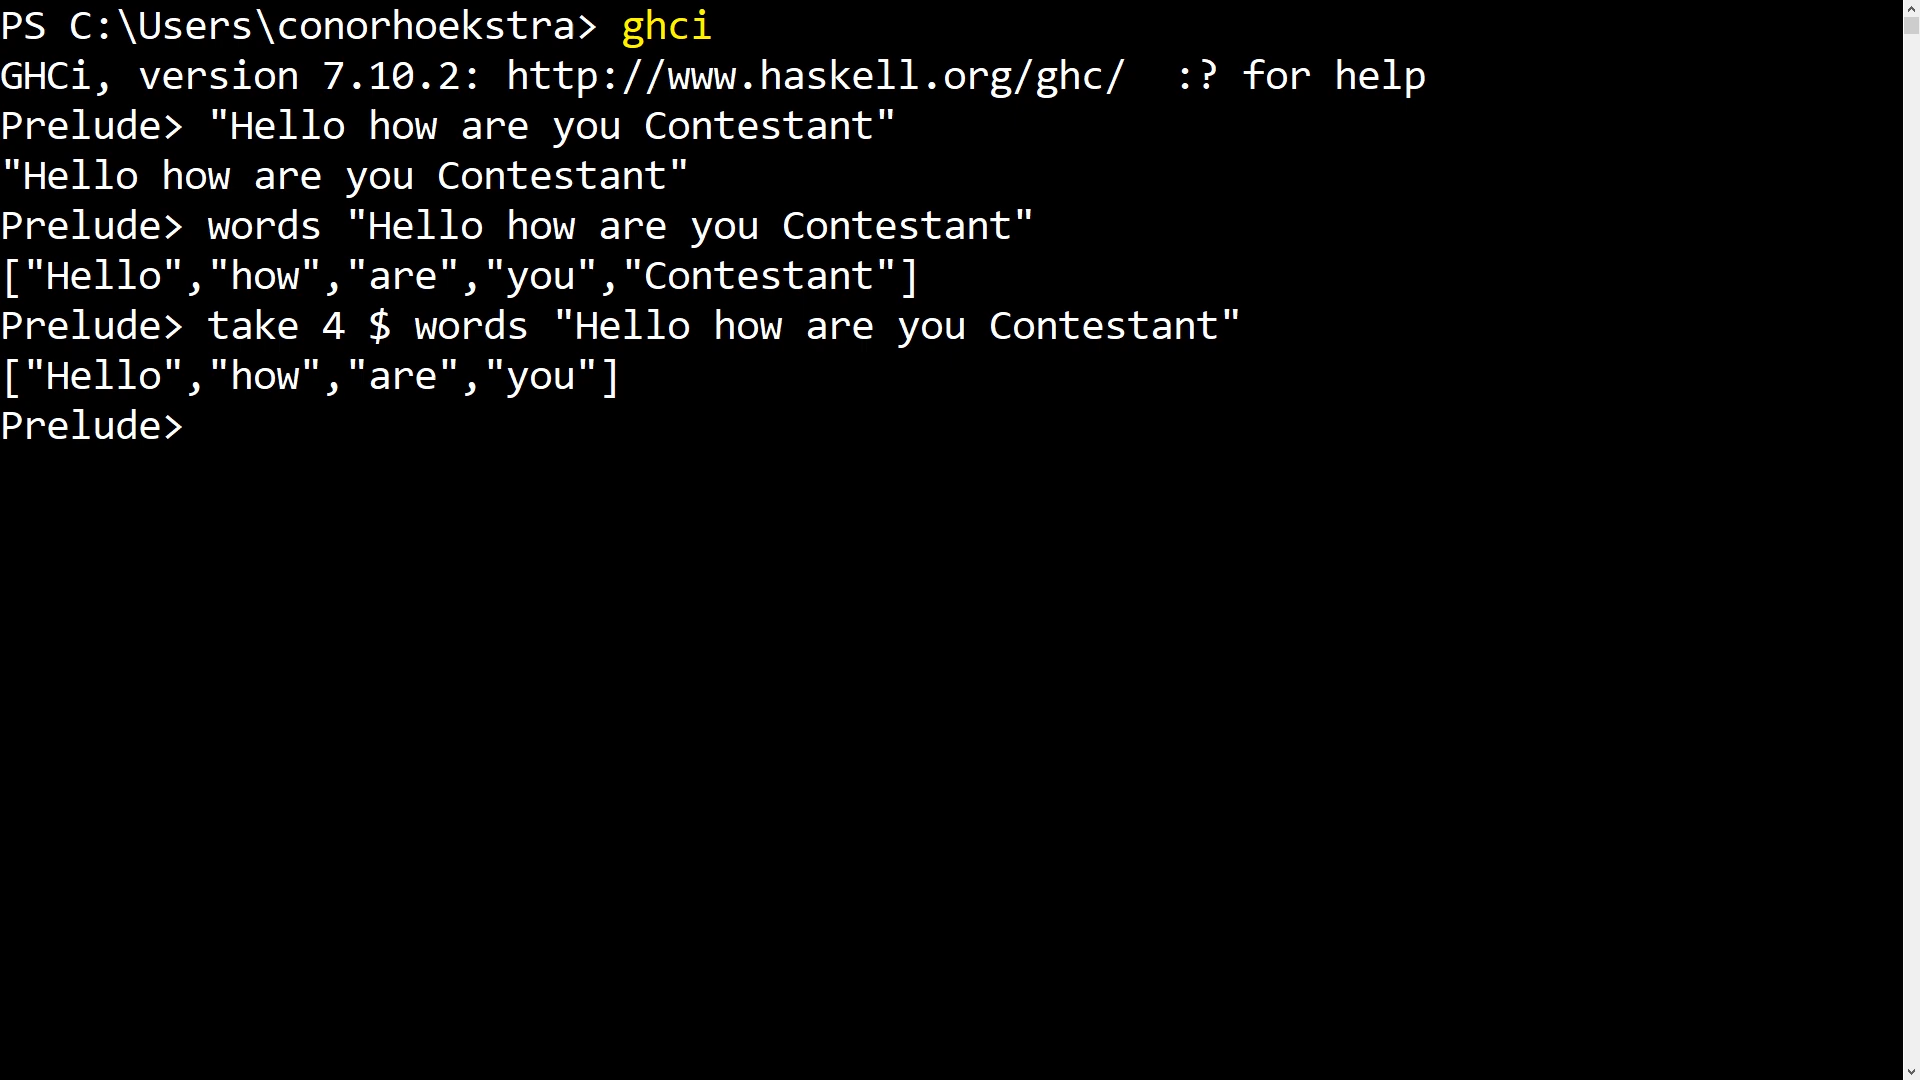 PS C:\Users\conorhoekstra> ghci
GHCi, version 7.10.2: http://www.haskell.org/ghc/  :? for help
Prelude> "Hello how are you Contestant"
"Hello how are you Contestant"
Prelude> words "Hello how are you Contestant"
["Hello","how","are","you","Contestant"]
Prelude> take 4 $ words "Hello how are you Contestant"
["Hello","how","are","you"]
Prelude>